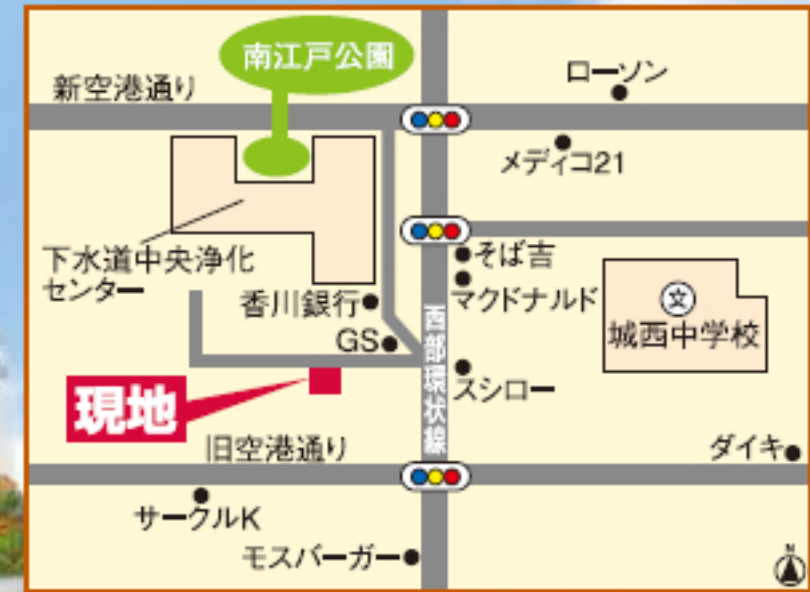 南江戸公園
新空港通り
ローソン
メディコ21
下水道中央浄化
センター
そば吉
マクドナルド
香川銀行
GS
文
城西中学校
西部環状線
スシロー
現地
旧空港通り
ダイキ
サークルK
モスバーガー
N